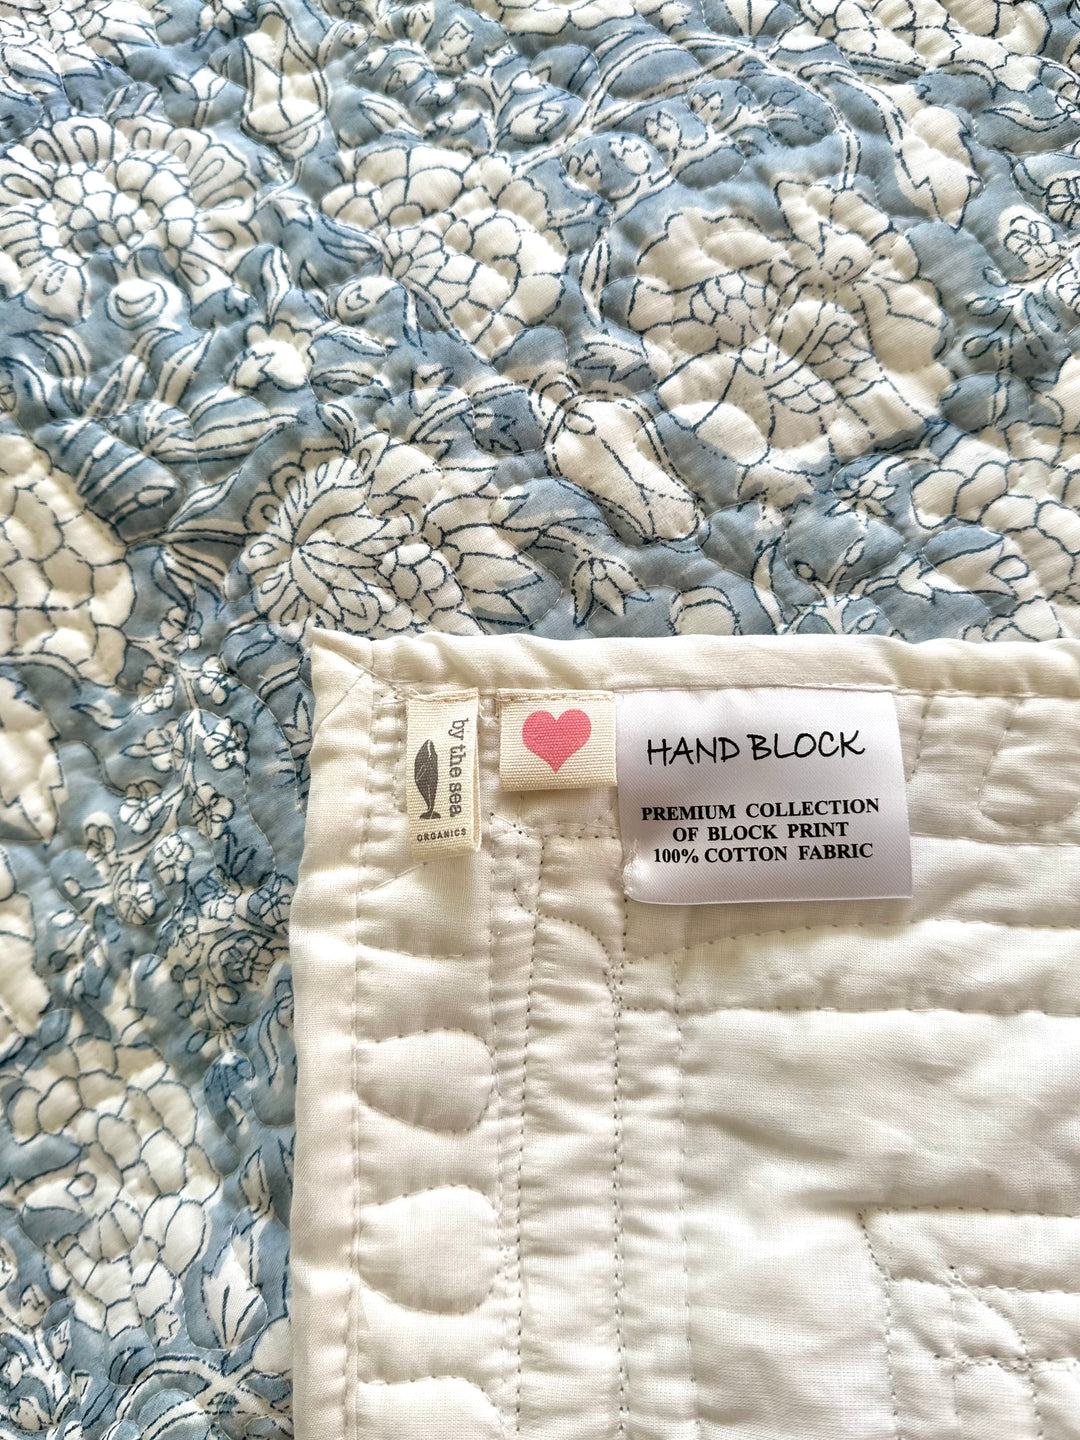 by the sea
ORGANICS
HAND BLOCK
PREMIUM COLLECTION
OF BLOCK PRINT
100% COTTON FABRIC